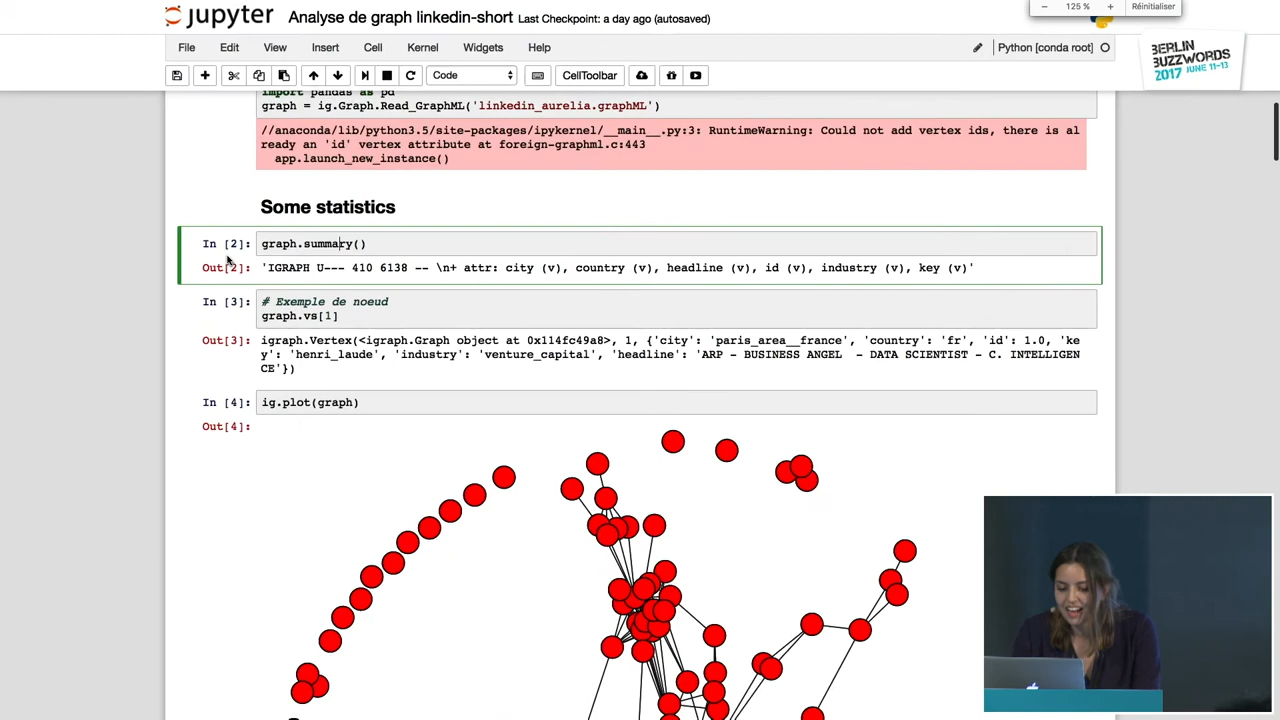 jupyter Analyse de graph linkedin-short Last Checkpoint: a day ago (autosaved)
125 % Réinitialiser
File Edit View Insert Cell Kernel Widgets Help
Python [conda root]
BERLIN
BUZZWORDS
2017 JUNE 11-13
Code
CellToolbar
import pandas as pd
graph = ig.Graph.Read_GraphML('linkedin_aurelia.graphML')
//anaconda/lib/python3.5/site-packages/ipykernel/__main__.py:3: RuntimeWarning: Could not add vertex ids, there is al
ready an 'id' vertex attribute at foreign-graphml.c:443
app.launch_new_instance()
Some statistics
In [2]: graph.summary()
Out[2]: 'IGRAPH U--- 410 6138 -- \n+ attr: city (v), country (v), headline (v), id (v), industry (v), key (v)'
In [3]: # Exemple de noeud
graph.vs[1]
Out[3]: igraph.Vertex(<igraph.Graph object at 0x114fc49a8>, 1, {'city': 'paris_area__france', 'country': 'fr', 'id': 1.0, 'ke
y': 'henri_laude', 'industry': 'venture_capital', 'headline': 'ARP - BUSINESS ANGEL  - DATA SCIENTIST - C. INTELLIGEN
CE'})
In [4]: ig.plot(graph)
Out[4]: